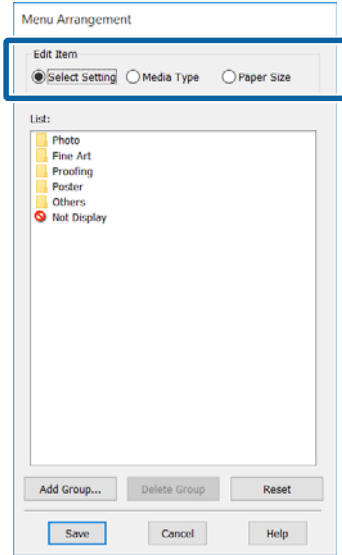 Menu Arrangement
Edit Item
Select Setting Media Type Paper Size
List:
Photo
Fine Art
Proofing
Poster
Others
Not Display
Add Group... Delete Group Reset
Save Cancel Help